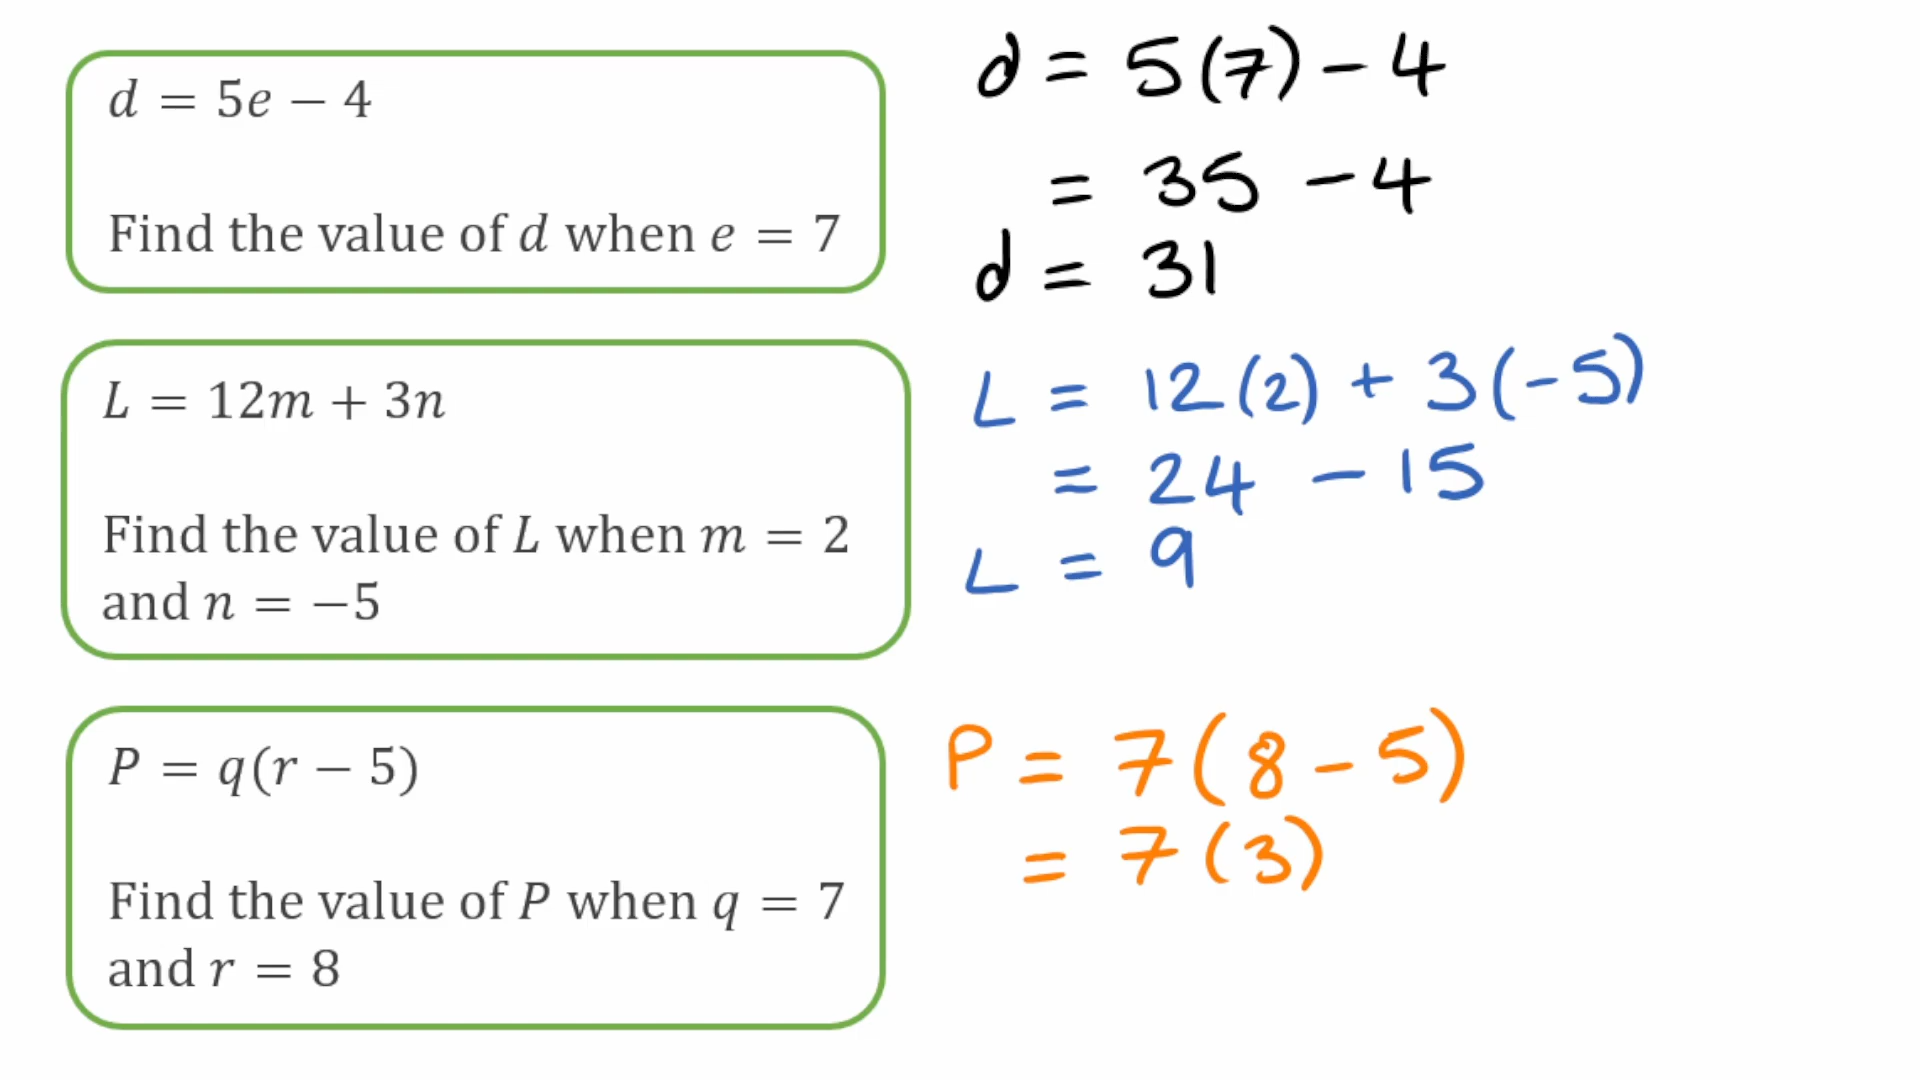 d = 5e − 4
Find the value of d when e = 7
d = 5(7) − 4
= 35 − 4
d = 31
L = 12m + 3n
Find the value of L when m = 2
and n = −5
L = 12(2) + 3(−5)
= 24 − 15
L = 9
P = q(r − 5)
Find the value of P when q = 7
and r = 8
P = 7(8 − 5)
= 7(3)